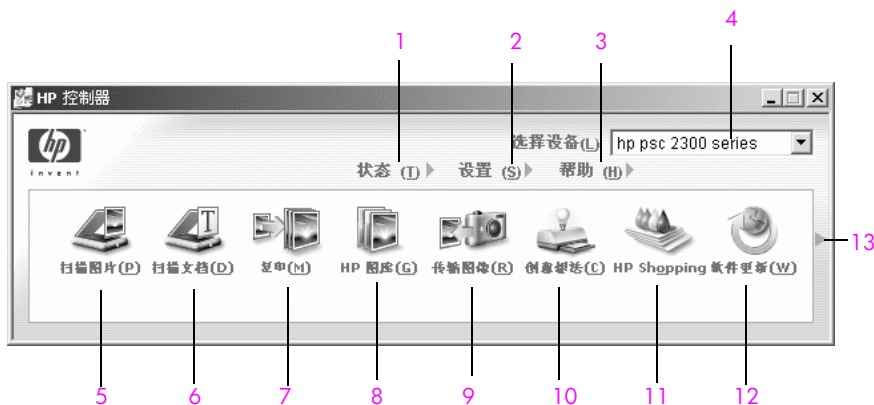 1 2 3 4
HP 控制器
hp
invent
选择设备(L) hp psc 2300 series
状态 (T) 设置 (S) 帮助 (H)
扫描图片(P) 扫描文档(D) 复印(M) HP 图库(G) 传输图像(R) 创意想法(C) HP Shopping 软件更新(W)
13
5 6 7 8 9 10 11 12